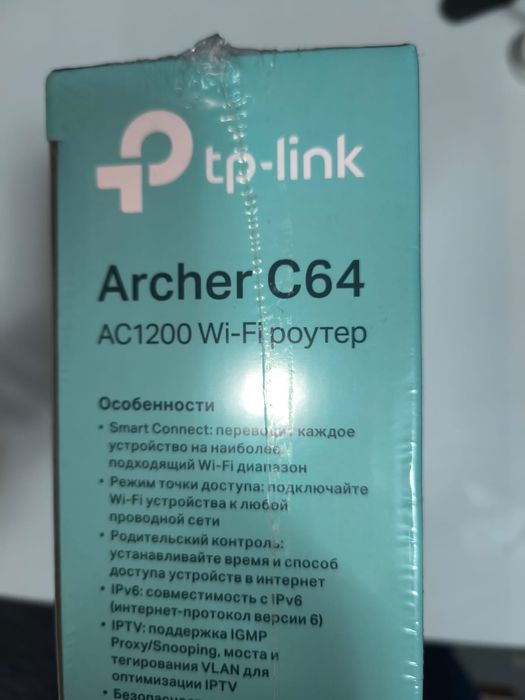 tp-link
Archer C64
AC1200 Wi-Fi роутер
Особенности
• Smart Connect: переводит каждое
устройство на наиболее
подходящий Wi-Fi диапазон
• Режим точки доступа: подключайте
Wi-Fi устройства к любой
проводной сети
• Родительский контроль:
устанавливайте время и способ
доступа устройств в интернет
• IPv6: совместимость с IPv6
(интернет-протокол версии 6)
• IPTV: поддержка IGMP
Proxy/Snooping, моста и
тегирования VLAN для
оптимизации IPTV